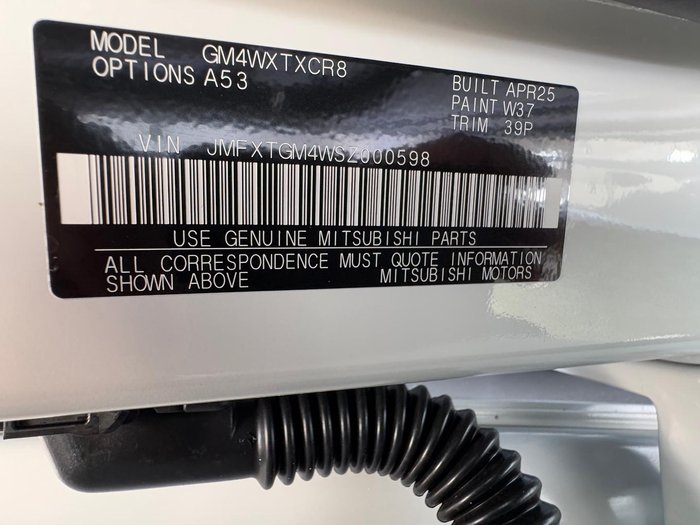 MODEL GM4WXTXCR8
OPTIONS A53
BUILT APR25
PAINT W37
TRIM 39P
VIN JMFXTGM4WSZ000598
USE GENUINE MITSUBISHI PARTS
ALL CORRESPONDENCE MUST QUOTE INFORMATION
SHOWN ABOVE MITSUBISHI MOTORS